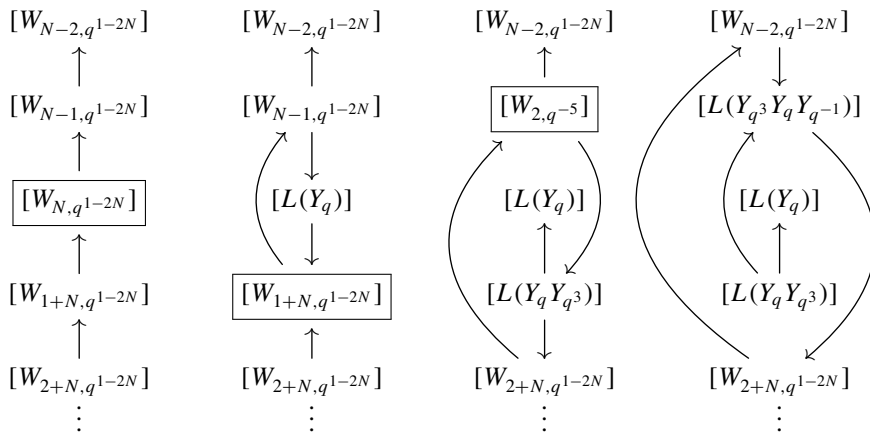 [W_{N-2,q^{1-2N}}] [W_{N-2,q^{1-2N}}] [W_{N-2,q^{1-2N}}] [W_{N-2,q^{1-2N}}]
[W_{N-1,q^{1-2N}}] [W_{N-1,q^{1-2N}}] [W_{2,q^{-5}}] [L(Y_{q^3}Y_qY_{q^{-1}})]
[W_{N,q^{1-2N}}] [L(Y_q)] [L(Y_q)] [L(Y_q)]
[W_{1+N,q^{1-2N}}] [W_{1+N,q^{1-2N}}] [L(Y_qY_{q^3})] [L(Y_qY_{q^3})]
[W_{2+N,q^{1-2N}}] [W_{2+N,q^{1-2N}}] [W_{2+N,q^{1-2N}}] [W_{2+N,q^{1-2N}}]
⋮ ⋮ ⋮ ⋮